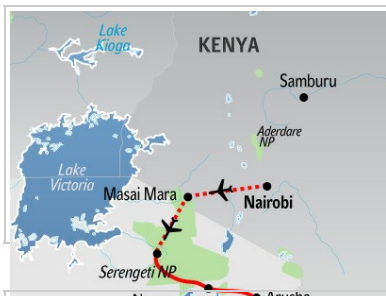 Lake
Kioga
KENYA
Samburu
Aderdare
NP
Lake
Victoria
Masai Mara
Nairobi
Serengeti NP